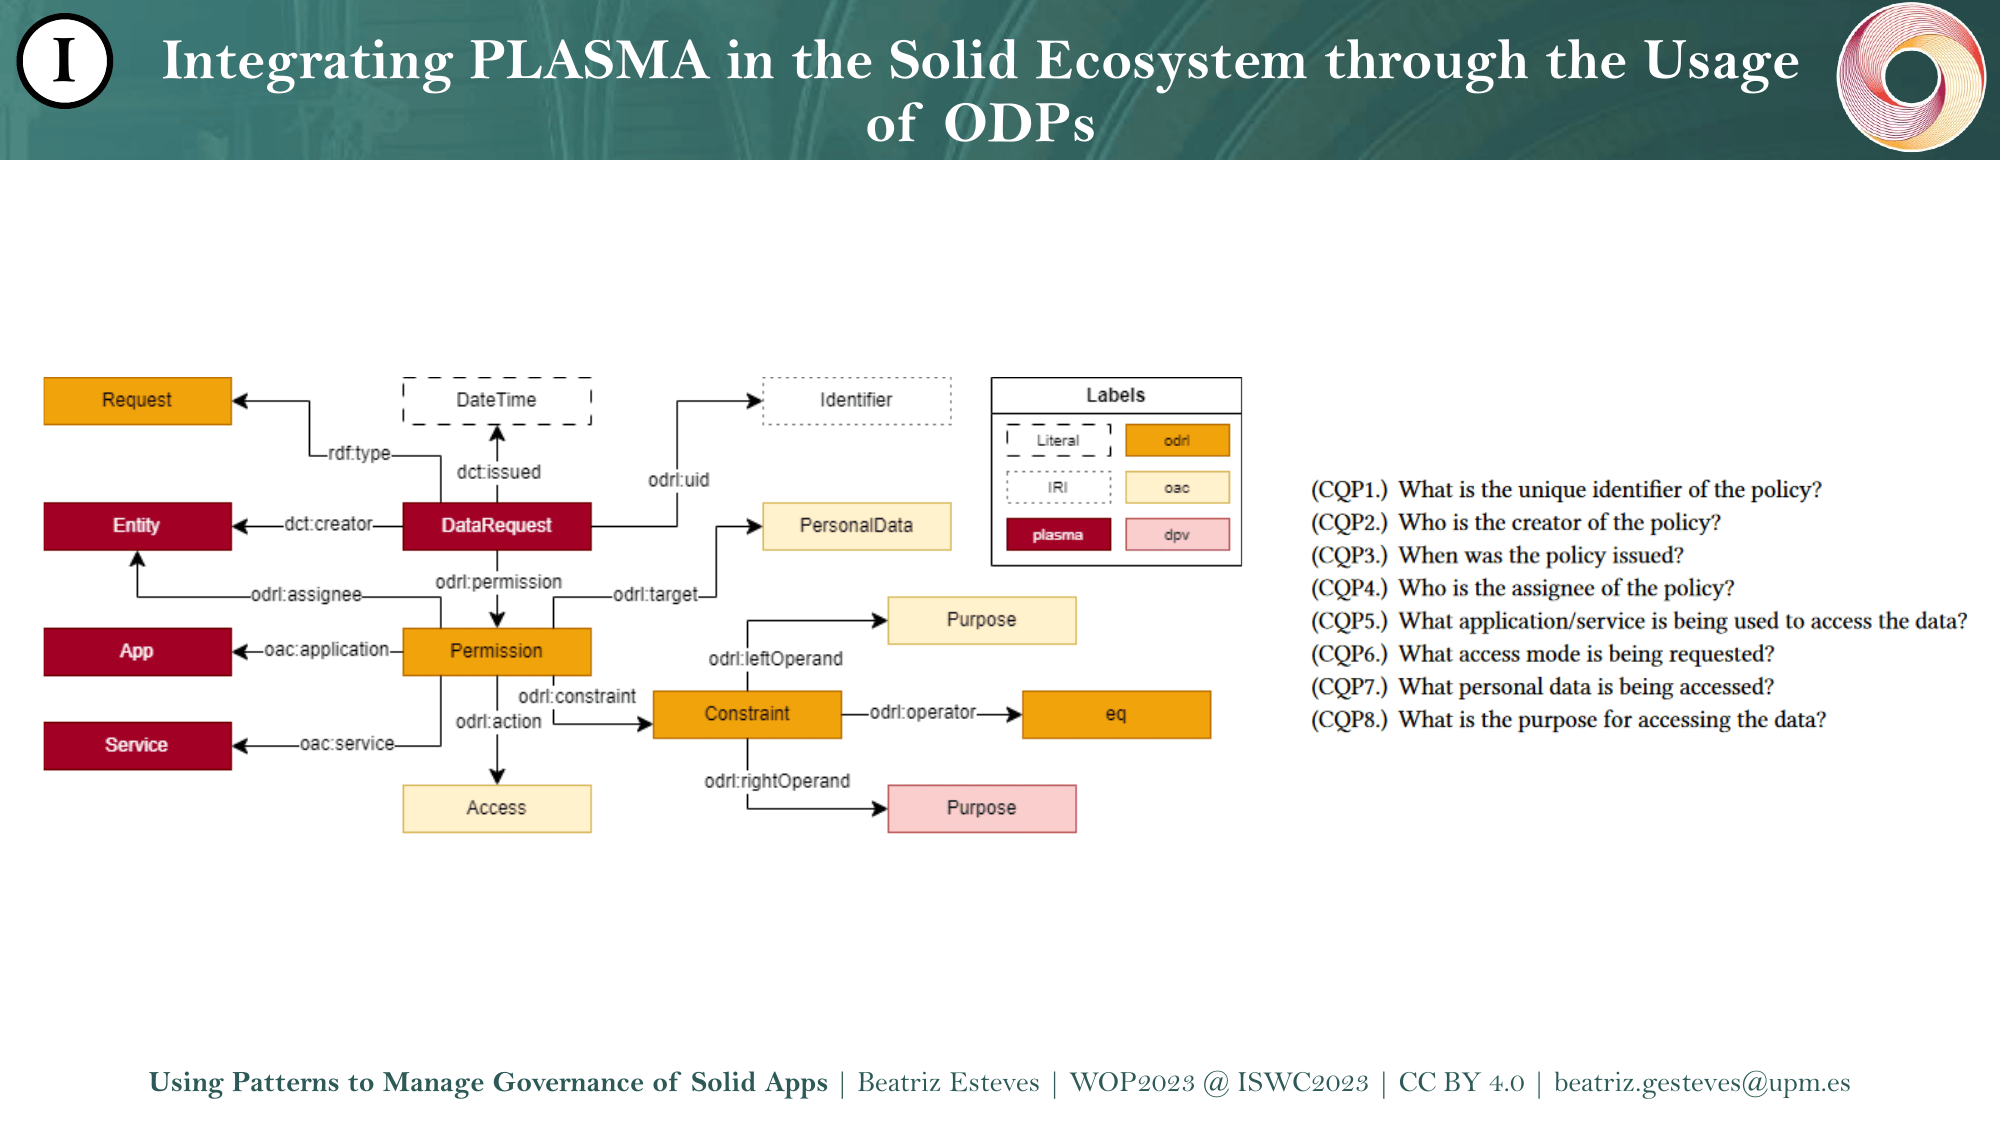 I
Integrating PLASMA in the Solid Ecosystem through the Usage
of ODPs
Request
DateTime
Identifier
rdf:type
dct:issued
odrl:uid
Entity
dct:creator
DataRequest
PersonalData
odrl:assignee
odrl:permission
odrl:target
App
oac:application
Permission
Purpose
odrl:leftOperand
odrl:constraint
odrl:action
Constraint
odrl:operator
eq
Service
oac:service
odrl:rightOperand
Access
Purpose
Labels
Literal
odrl
IRI
oac
plasma
dpv
(CQP1.) What is the unique identifier of the policy?
(CQP2.) Who is the creator of the policy?
(CQP3.) When was the policy issued?
(CQP4.) Who is the assignee of the policy?
(CQP5.) What application/service is being used to access the data?
(CQP6.) What access mode is being requested?
(CQP7.) What personal data is being accessed?
(CQP8.) What is the purpose for accessing the data?
Using Patterns to Manage Governance of Solid Apps | Beatriz Esteves | WOP2023 @ ISWC2023 | CC BY 4.0 | beatriz.gesteves@upm.es